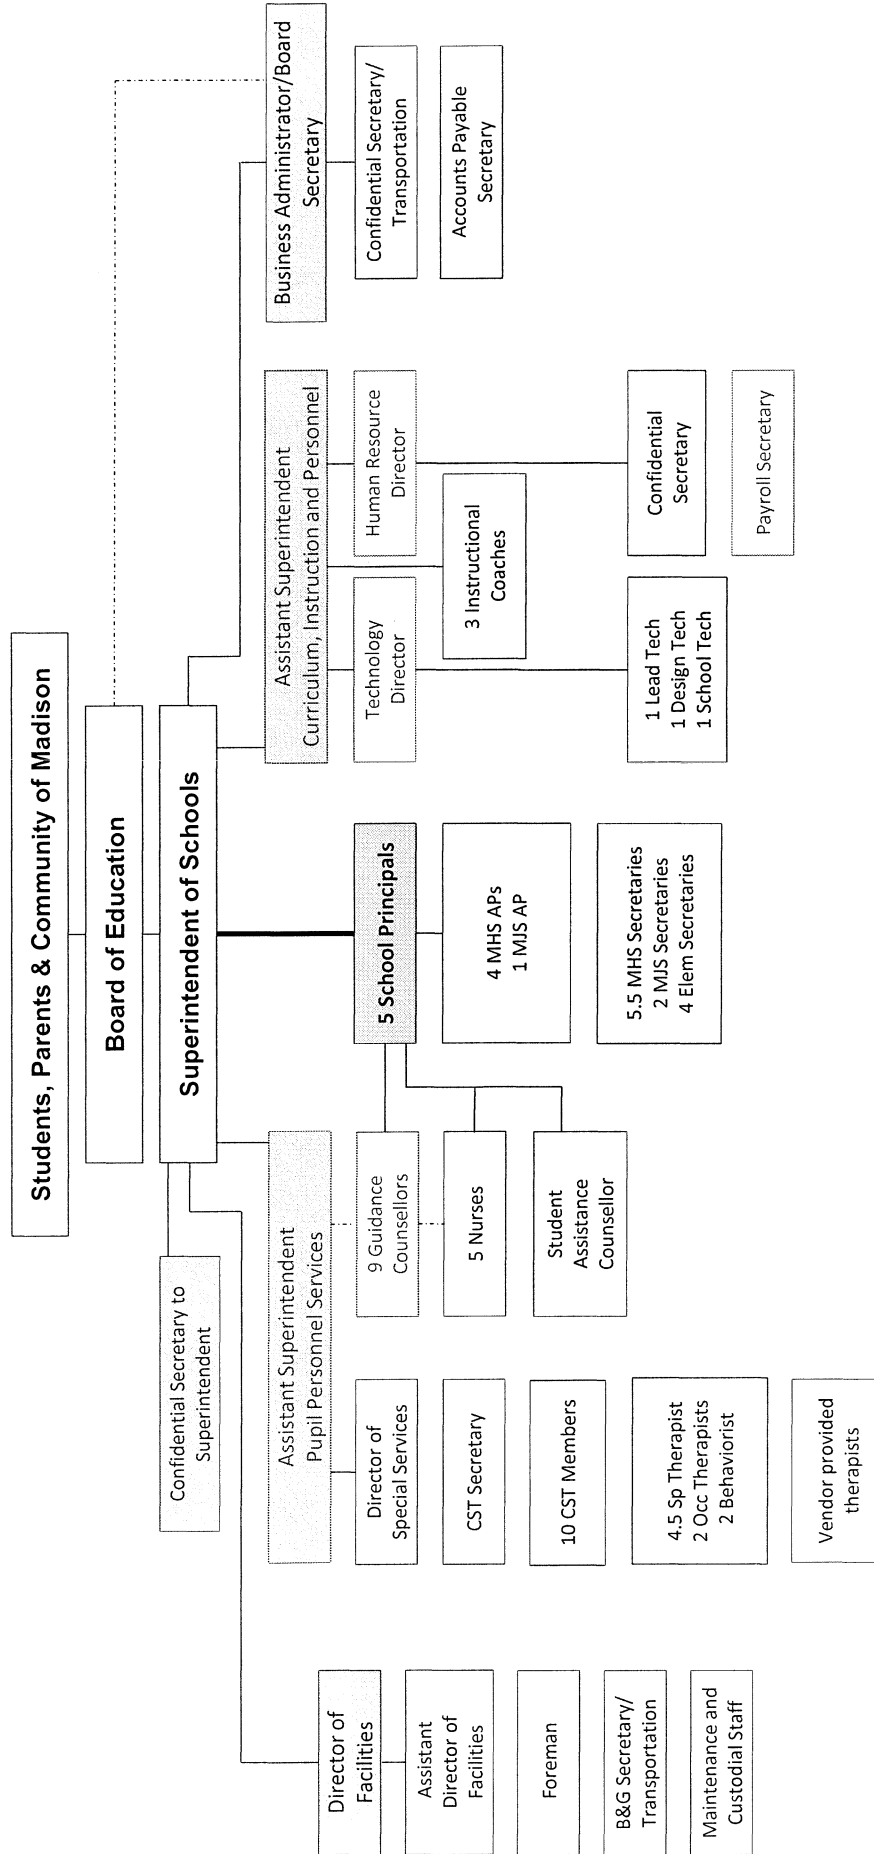 Students, Parents & Community of Madison
Board of Education
Superintendent of Schools
Confidential Secretary to
Superintendent
Director of
Facilities
Assistant
Director of
Facilities
Foreman
B&G Secretary/
Transportation
Maintenance and
Custodial Staff
Assistant Superintendent
Pupil Personnel Services
Director of
Special Services
CST Secretary
10 CST Members
4.5 Sp Therapist
2 Occ Therapists
2 Behaviorist
Vendor provided
therapists
9 Guidance
Counsellors
5 Nurses
Student
Assistance
Counsellor
5 School Principals
4 MHS APs
1 MJS AP
5.5 MHS Secretaries
2 MJS Secretaries
4 Elem Secretaries
Assistant Superintendent
Curriculum, Instruction and Personnel
Technology
Director
3 Instructional
Coaches
1 Lead Tech
1 Design Tech
1 School Tech
Human Resource
Director
Confidential
Secretary
Payroll Secretary
Business Administrator/Board
Secretary
Confidential Secretary/
Transportation
Accounts Payable
Secretary